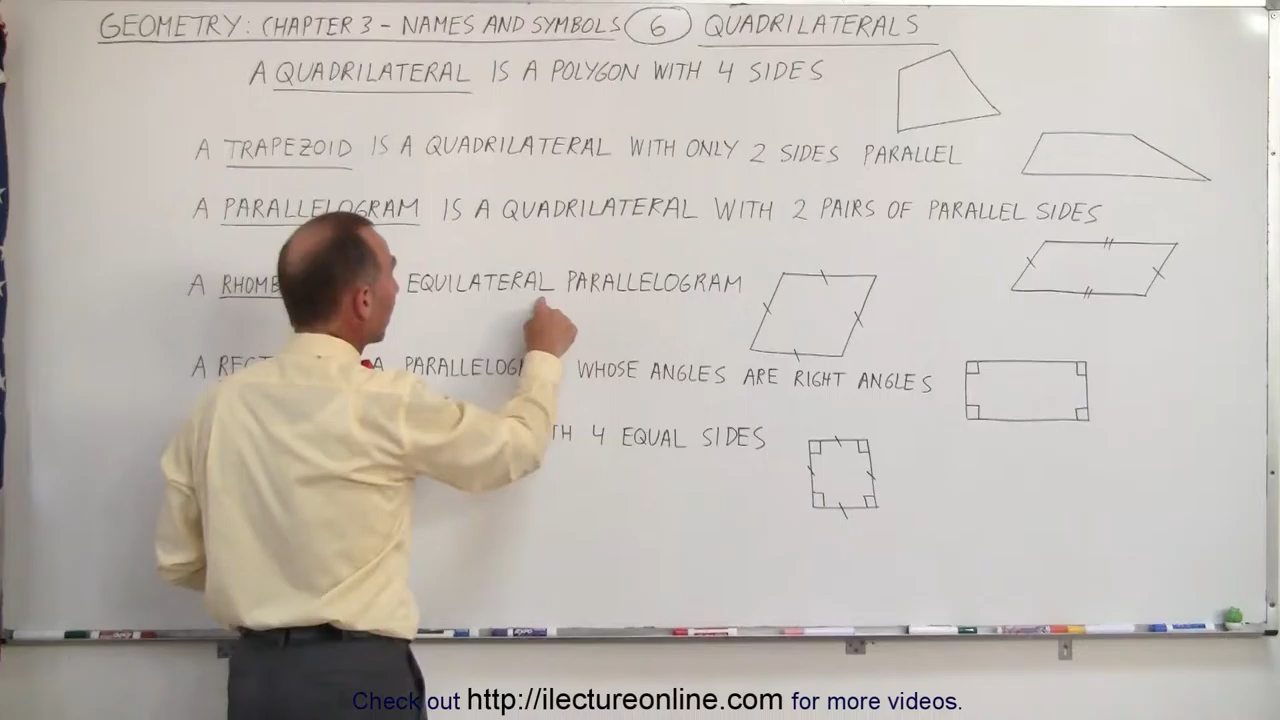 GEOMETRY: CHAPTER 3 - NAMES AND SYMBOLS 6 QUADRILATERALS
A QUADRILATERAL IS A POLYGON WITH 4 SIDES
A TRAPEZOID IS A QUADRILATERAL WITH ONLY 2 SIDES PARALLEL
A PARALLELOGRAM IS A QUADRILATERAL WITH 2 PAIRS OF PARALLEL SIDES
A EQUILATERAL PARALLELOGRAM
A A WHOSE ANGLES ARE RIGHT ANGLES
4 EQUAL SIDES
Check out http://ilectureonline.com for more videos.